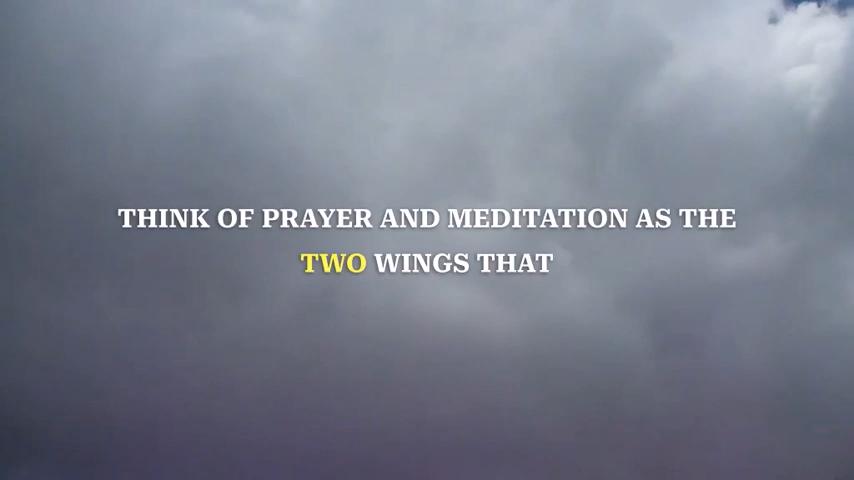 THINK OF PRAYER AND MEDITATION AS THE
TWO WINGS THAT